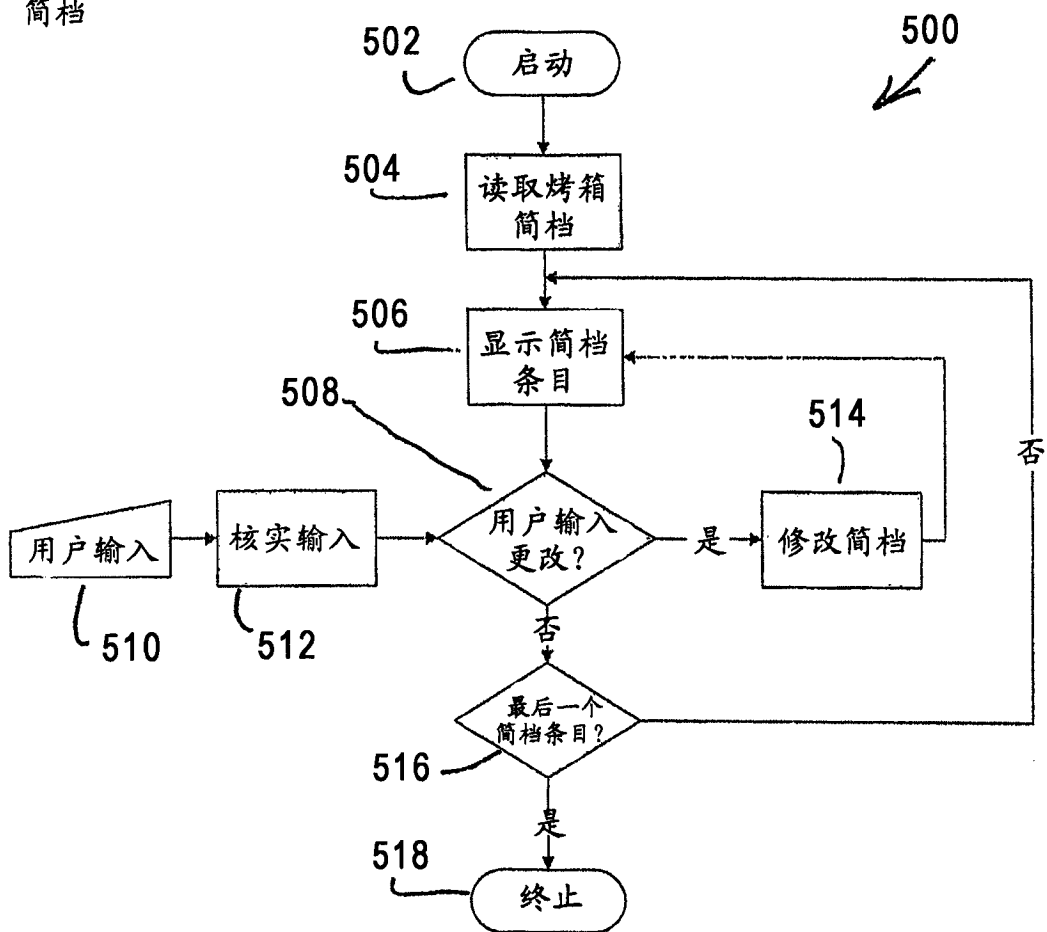 简档
500
502
启动
504
读取烤箱
简档
506
显示简档
条目
508
514
否
用户输入
核实输入
用户输入
更改?
是
修改简档
510
512
否
最后一个
简档条目?
516
是
518
终止